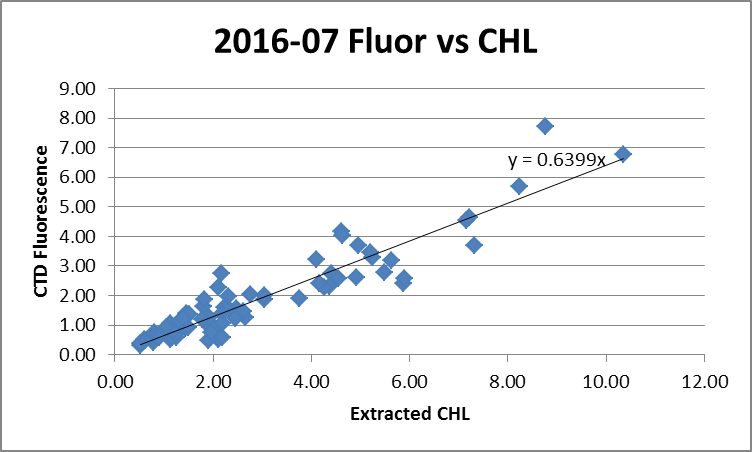 2016-07 Fluor vs CHL
9.00
8.00
7.00
6.00
5.00
4.00
3.00
2.00
1.00
0.00
CTD Fluorescence
y = 0.6399x
0.00 2.00 4.00 6.00 8.00 10.00 12.00
Extracted CHL